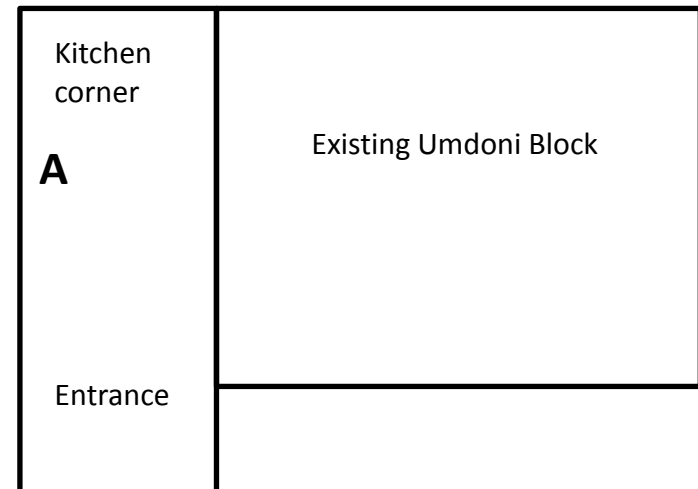 Kitchen
corner
Existing Umdoni Block
A
Entrance